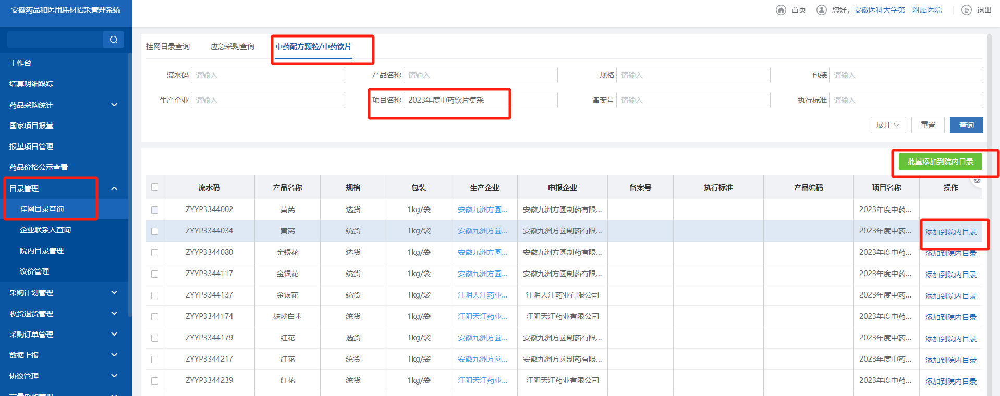 安徽药品和医用耗材招采管理系统
首页
您好，安徽医科大学第一附属医院
退出
工作台
结算明细跟踪
药品采购统计
国家项目报量
报量项目管理
药品价格公示查看
目录管理
挂网目录查询
企业联系人查询
院内目录管理
议价管理
采购计划管理
收货退货管理
采购订单管理
数据上报
协议管理
挂网目录查询 应急采购查询 中药配方颗粒/中药饮片
流水码 请输入 产品名称 请输入 规格 请输入 包装 请输入
生产企业 请输入 项目名称 2023年度中药饮片集采 备案号 请输入 执行标准 请输入
展开 重置 查询
批量添加到院内目录
流水码 产品名称 规格 包装 生产企业 申报企业 备案号 执行标准 产品编码 项目名称 操作
ZYYP3344002 黄芪 选货 1kg/袋 安徽九洲方圆... 安徽九洲方圆制药有限... 2023年度中药...
ZYYP3344034 黄芪 统货 1kg/袋 安徽九洲方圆... 安徽九洲方圆制药有限... 2023年度中药... 添加到院内目录
ZYYP3344080 金银花 选货 1kg/袋 安徽九洲方圆... 安徽九洲方圆制药有限... 2023年度中药... 添加到院内目录
ZYYP3344117 金银花 统货 1kg/袋 安徽九洲方圆... 安徽九洲方圆制药有限... 2023年度中药... 添加到院内目录
ZYYP3344137 金银花 统货 1kg/袋 江阴天江药业... 江阴天江药业有限公司 2023年度中药... 添加到院内目录
ZYYP3344174 麸炒白术 统货 1kg/袋 江阴天江药业... 江阴天江药业有限公司 2023年度中药... 添加到院内目录
ZYYP3344179 红花 选货 1kg/袋 安徽九洲方圆... 安徽九洲方圆制药有限... 2023年度中药... 添加到院内目录
ZYYP3344217 红花 统货 1kg/袋 安徽九洲方圆... 安徽九洲方圆制药有限... 2023年度中药... 添加到院内目录
ZYYP3344239 红花 统货 1kg/袋 江阴天江药业... 江阴天江药业有限公司 2023年度中药... 添加到院内目录